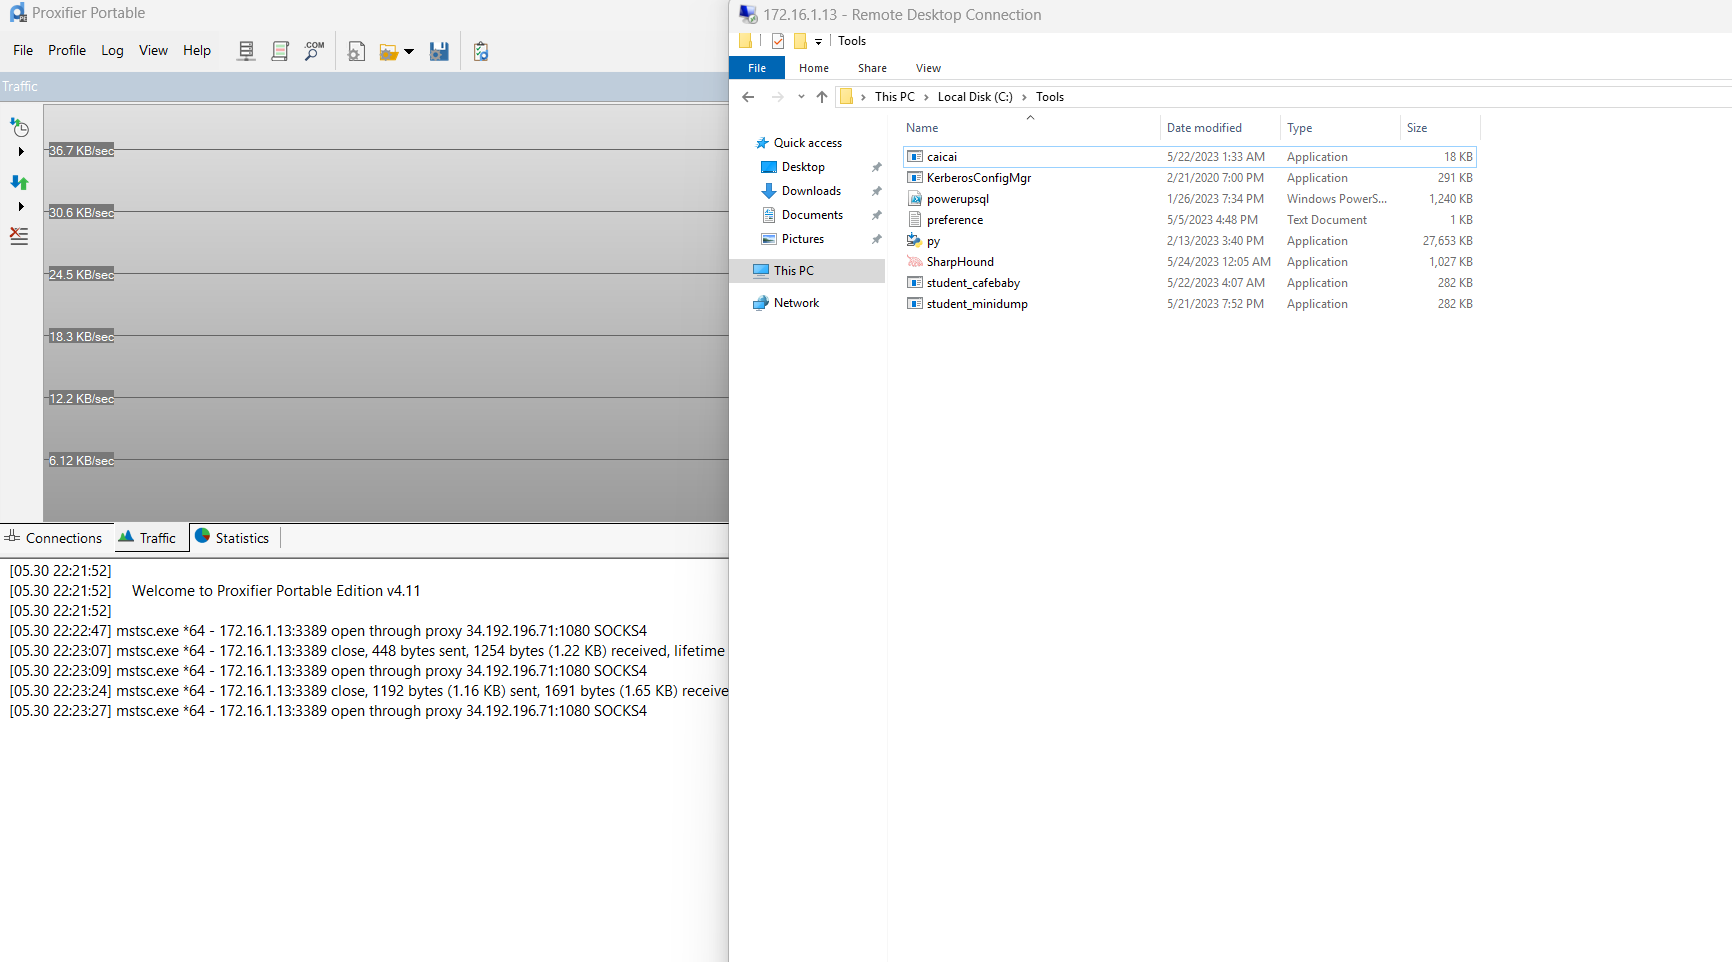 Proxifier Portable
File Profile Log View Help
.COM
Traffic
36.7 KB/sec
30.6 KB/sec
24.5 KB/sec
18.3 KB/sec
12.2 KB/sec
6.12 KB/sec
Connections Traffic Statistics
[05.30 22:21:52]
[05.30 22:21:52] Welcome to Proxifier Portable Edition v4.11
[05.30 22:21:52]
[05.30 22:22:47] mstsc.exe *64 - 172.16.1.13:3389 open through proxy 34.192.196.71:1080 SOCKS4
[05.30 22:23:07] mstsc.exe *64 - 172.16.1.13:3389 close, 448 bytes sent, 1254 bytes (1.22 KB) received, lifetime
[05.30 22:23:09] mstsc.exe *64 - 172.16.1.13:3389 open through proxy 34.192.196.71:1080 SOCKS4
[05.30 22:23:24] mstsc.exe *64 - 172.16.1.13:3389 close, 1192 bytes (1.16 KB) sent, 1691 bytes (1.65 KB) receive
[05.30 22:23:27] mstsc.exe *64 - 172.16.1.13:3389 open through proxy 34.192.196.71:1080 SOCKS4
172.16.1.13 - Remote Desktop Connection
Tools
File Home Share View
This PC > Local Disk (C:) > Tools
Quick access
Desktop
Downloads
Documents
Pictures
This PC
Network
Name Date modified Type Size
caicai 5/22/2023 1:33 AM Application 18 KB
KerberosConfigMgr 2/21/2020 7:00 PM Application 291 KB
powerupsql 1/26/2023 7:34 PM Windows PowerS... 1,240 KB
preference 5/5/2023 4:48 PM Text Document 1 KB
py 2/13/2023 3:40 PM Application 27,653 KB
SharpHound 5/24/2023 12:05 AM Application 1,027 KB
student_cafebaby 5/22/2023 4:07 AM Application 282 KB
student_minidump 5/21/2023 7:52 PM Application 282 KB